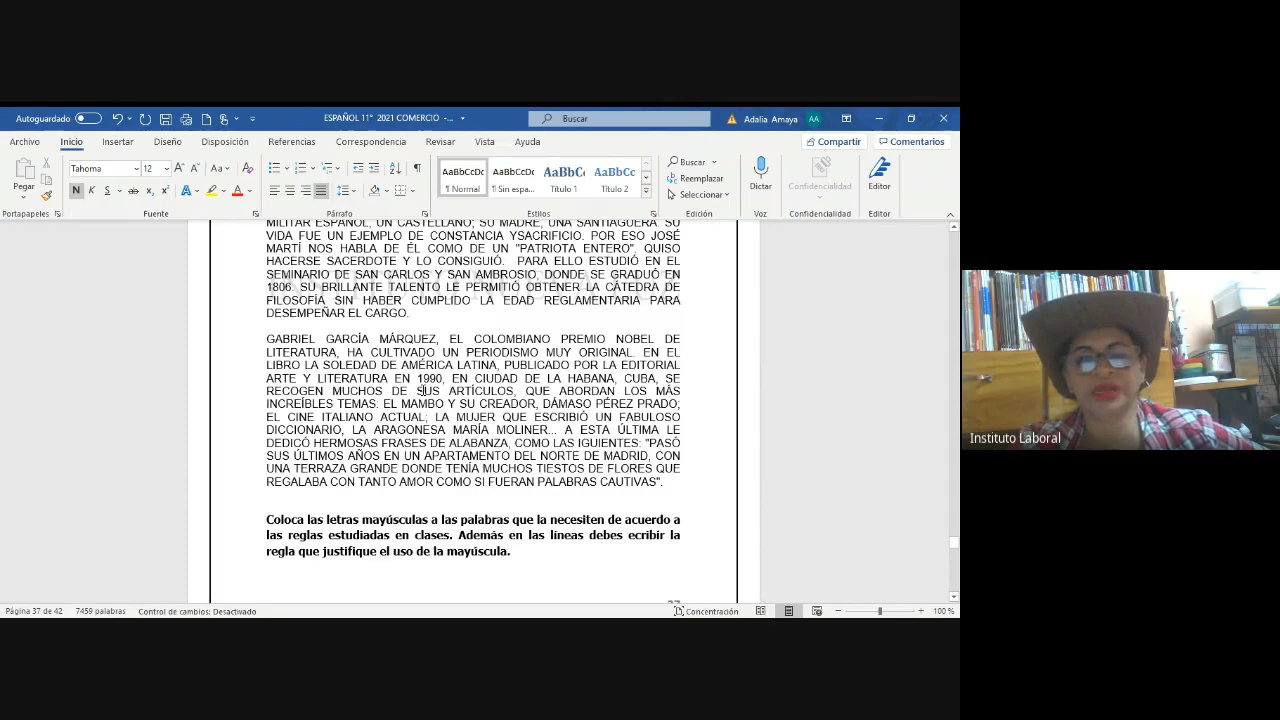 Autoguardado
ESPAÑOL 11° 2021 COMERCIO -...
Buscar
Adalia Amaya
AA
Archivo Inicio Insertar Diseño Disposición Referencias Correspondencia Revisar Vista Ayuda
Compartir Comentarios
Tahoma 12
Pegar
N K S
AaBbCcDc AaBbCcDc AaBbC AaBbCc
¶ Normal ¶ Sin espa... Título 1 Título 2
Buscar
Reemplazar
Seleccionar
Dictar Confidencialidad Editor
Portapapeles Fuente Párrafo Estilos Edición Voz Confidencialidad Editor
MILITAR ESPAÑOL, UN CASTELLANO; SU MADRE, UNA SANTIAGUERA. SU
VIDA FUE UN EJEMPLO DE CONSTANCIA YSACRIFICIO. POR ESO JOSÉ
MARTÍ NOS HABLA DE ÉL COMO DE UN "PATRIOTA ENTERO", QUISO
HACERSE SACERDOTE Y LO CONSIGUIÓ. PARA ELLO ESTUDIÓ EN EL
SEMINARIO DE SAN CARLOS Y SAN AMBROSIO, DONDE SE GRADUÓ EN
1806. SU BRILLANTE TALENTO LE PERMITIÓ OBTENER LA CÁTEDRA DE
FILOSOFÍA SIN HABER CUMPLIDO LA EDAD REGLAMENTARIA PARA
DESEMPEÑAR EL CARGO.
GABRIEL GARCÍA MÁRQUEZ, EL COLOMBIANO PREMIO NOBEL DE
LITERATURA, HA CULTIVADO UN PERIODISMO MUY ORIGINAL. EN EL
LIBRO LA SOLEDAD DE AMÉRICA LATINA, PUBLICADO POR LA EDITORIAL
ARTE Y LITERATURA EN 1990, EN CIUDAD DE LA HABANA, CUBA, SE
RECOGEN MUCHOS DE SUS ARTÍCULOS, QUE ABORDAN LOS MÁS
INCREÍBLES TEMAS: EL MAMBO Y SU CREADOR, DÁMASO PÉREZ PRADO;
EL CINE ITALIANO ACTUAL; LA MUJER QUE ESCRIBIÓ UN FABULOSO
DICCIONARIO, LA ARAGONESA MARÍA MOLINER... A ESTA ÚLTIMA LE
DEDICÓ HERMOSAS FRASES DE ALABANZA, COMO LAS IGUIENTES: "PASÓ
SUS ÚLTIMOS AÑOS EN UN APARTAMENTO DEL NORTE DE MADRID, CON
UNA TERRAZA GRANDE DONDE TENÍA MUCHOS TIESTOS DE FLORES QUE
REGALABA CON TANTO AMOR COMO SI FUERAN PALABRAS CAUTIVAS".
Coloca las letras mayúsculas a las palabras que la necesiten de acuerdo a
las reglas estudiadas en clases. Además en las líneas debes ecribir la
regla que justifique el uso de la mayúscula.
Instituto Laboral
Página 37 de 42 7459 palabras Control de cambios: Desactivado
Concentración
100 %